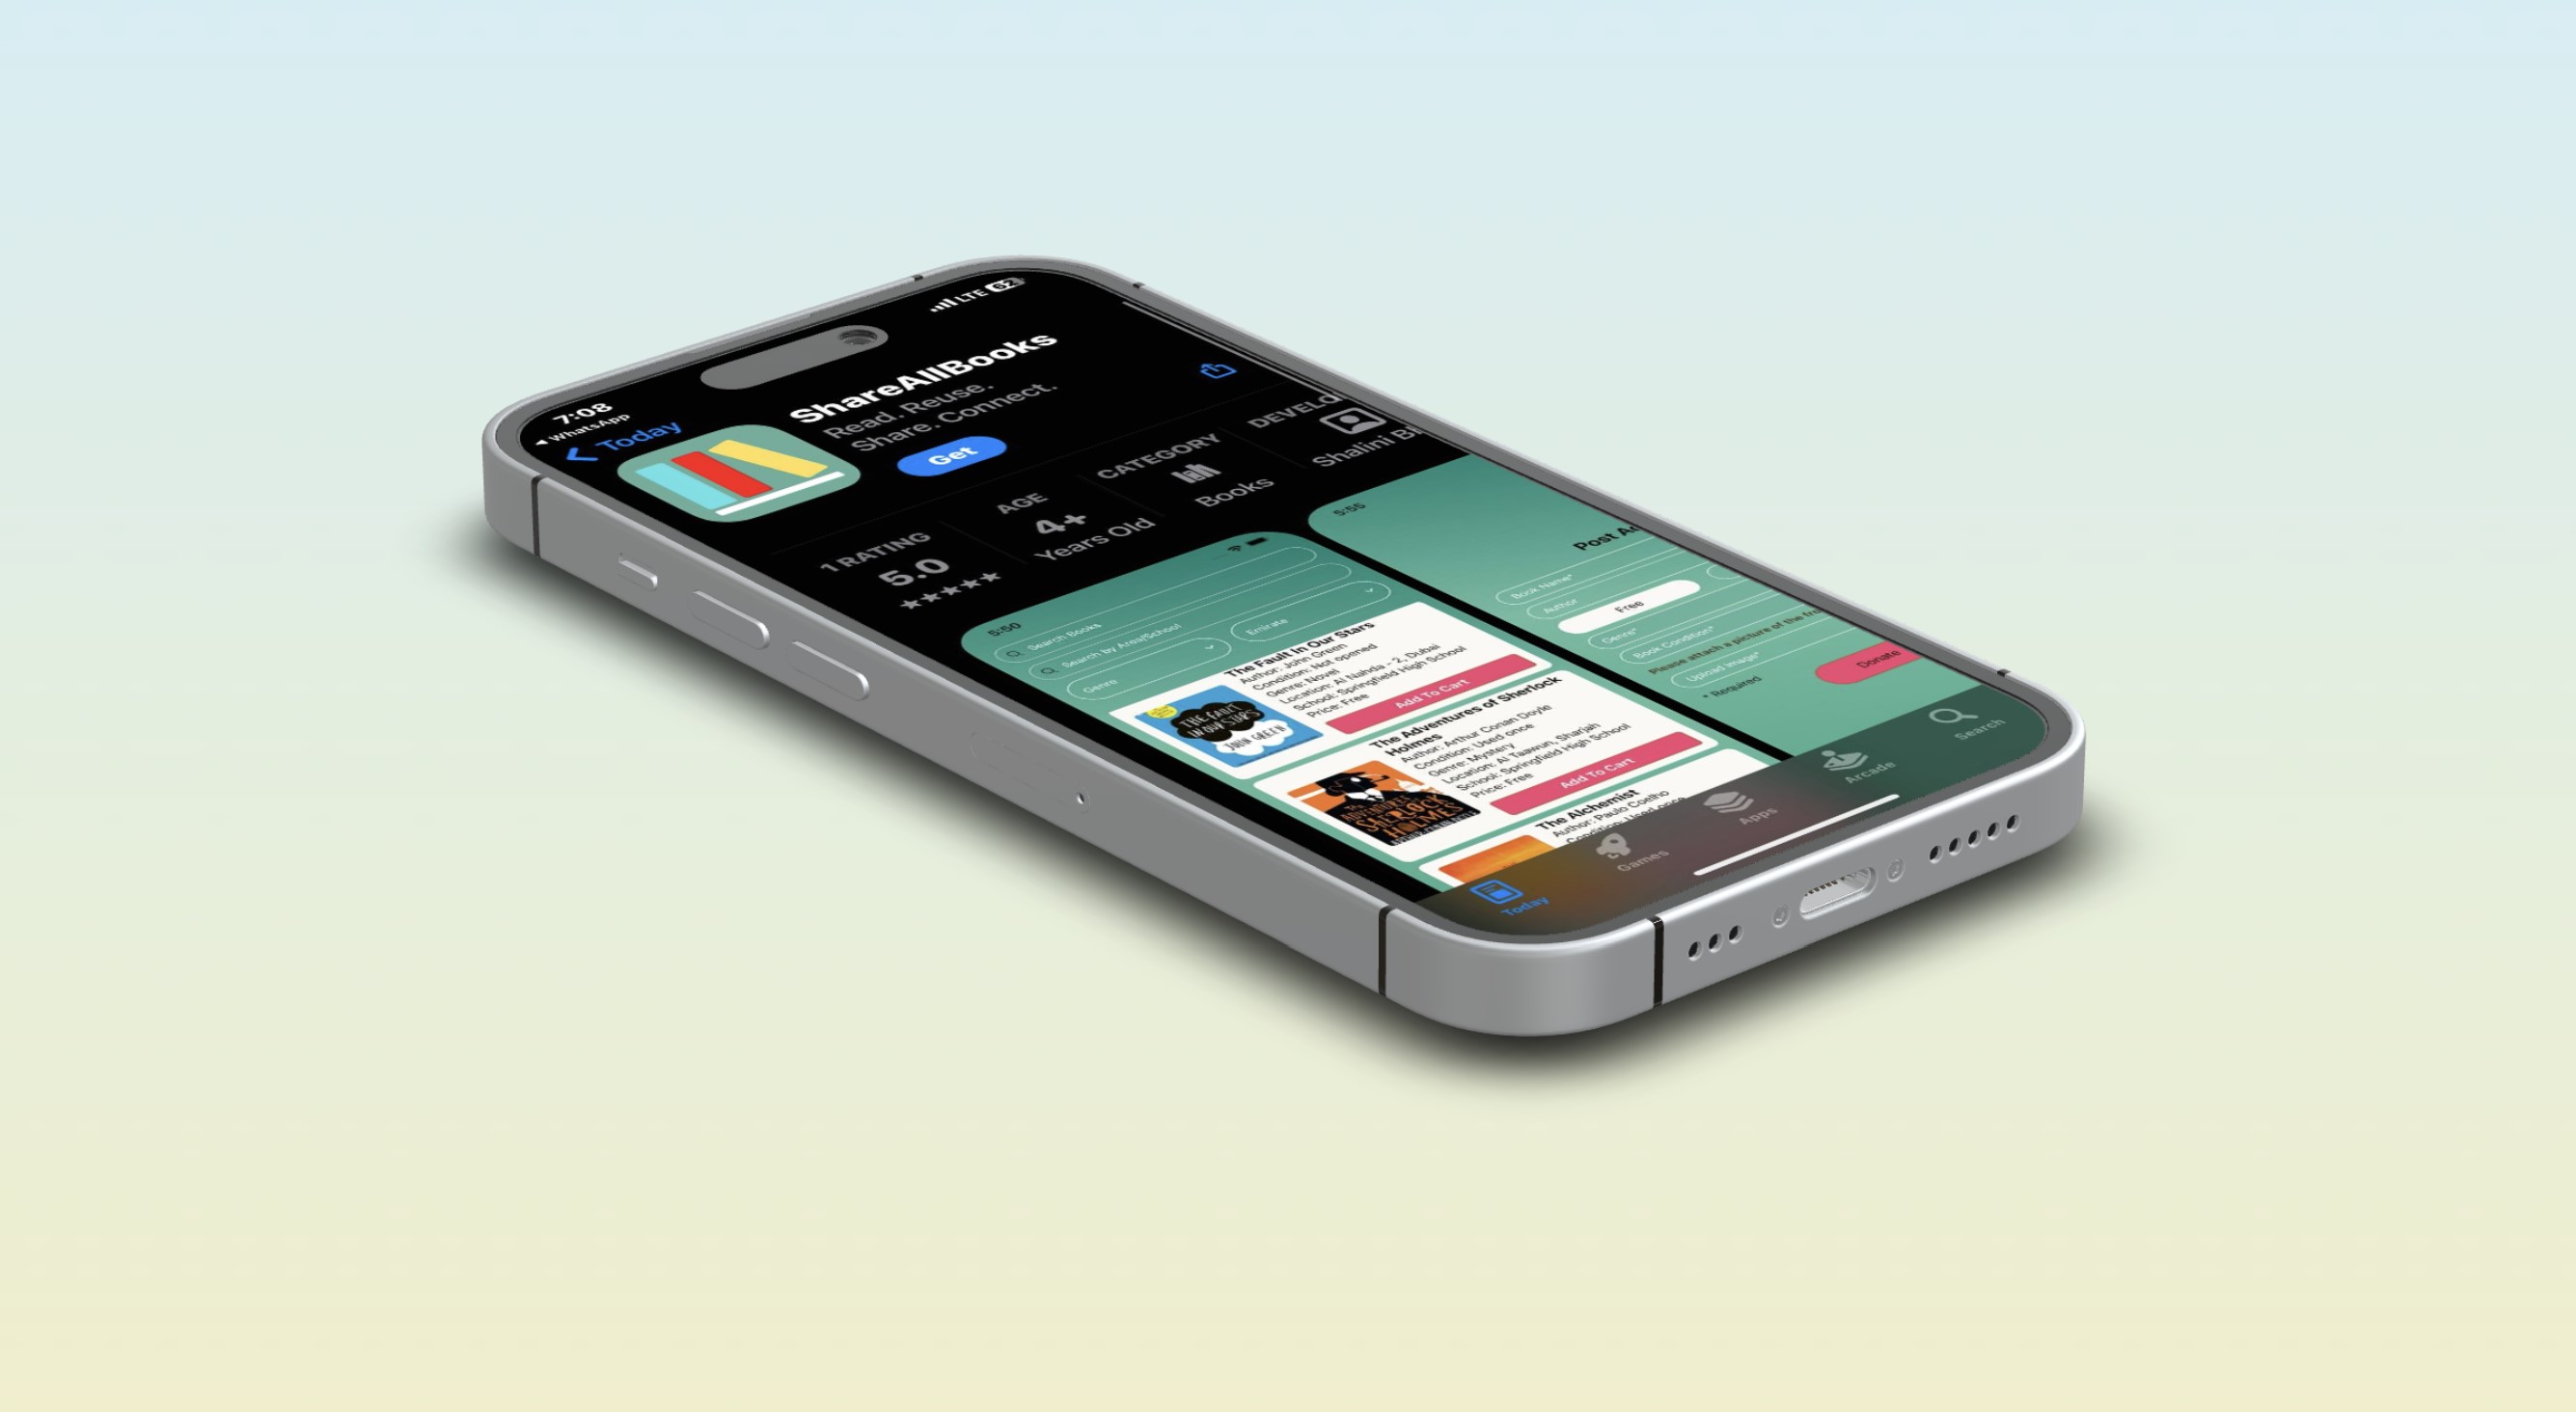 7:08
LTE 62
WhatsApp
Today
ShareAllBooks
Read. Reuse.
Share. Connect.
Get
1 RATING
5.0
AGE
4+
Years Old
CATEGORY
Books
DEVELO
Shalini
5:50
Search Books
Search by Area/School
Genre
Emirate
The Fault in Our Stars
Author: John Green
Condition: Not opened
Genre: Novel
Location: Al Nahda - 2, Dubai
School: Springfield High School
Price: Free
Add To Cart
THE FAULT
IN OUR STARS
JOHN GREEN
The Adventures of Sherlock
Holmes
Author: Arthur Conan Doyle
Condition: Used once
Genre: Mystery
Location: Al Taawun, Sharjah
School: Springfield High School
Price: Free
Add To Cart
ADVENTURES
SHERLOCK
HOLMES
The Alchemist
Author: Paulo Coelho
Condition: Used once
5:55
Post
Book Name*
Author
Free
Genre*
Book Condition*
Please attach a picture of the
Upload Image*
* Required
Donate
Today
Games
Apps
Arcade
Search